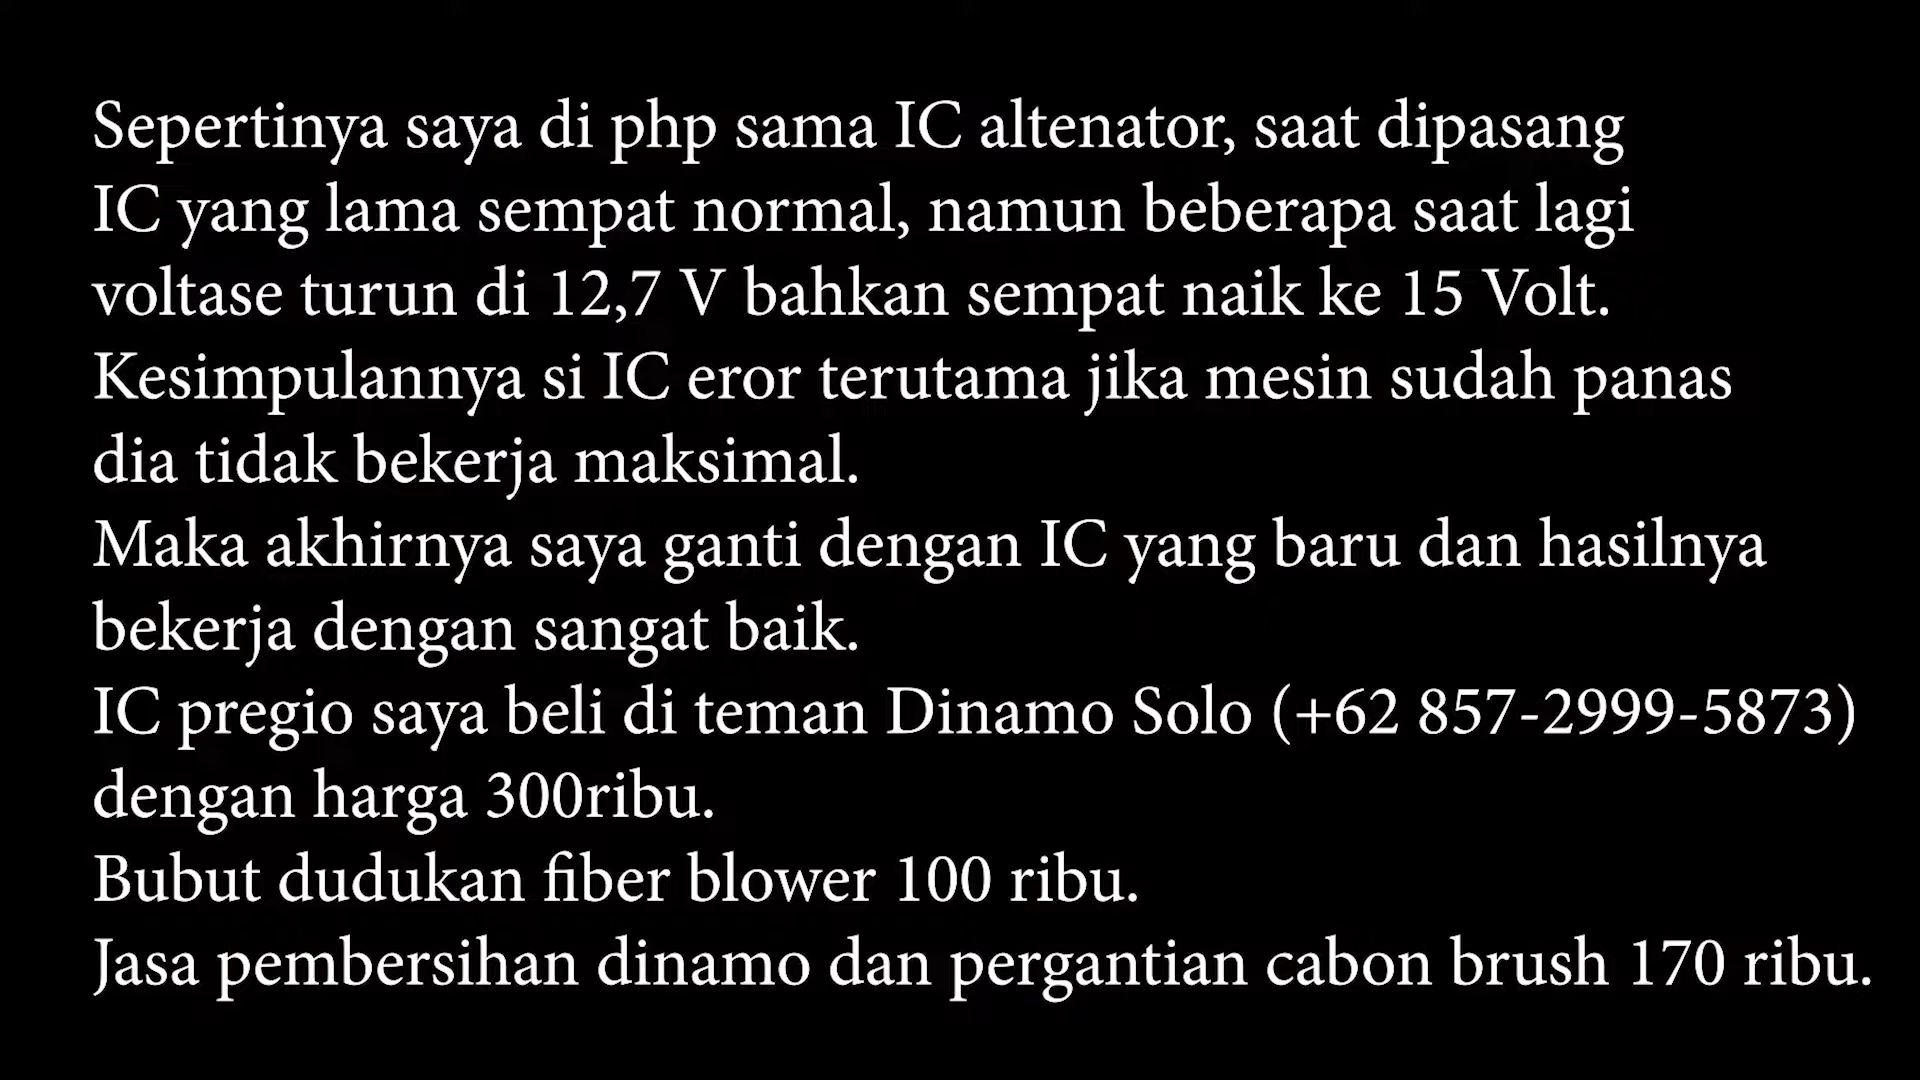 Sepertinya saya di php sama IC altenator, saat dipasang
IC yang lama sempat normal, namun beberapa saat lagi
voltase turun di 12,7 V bahkan sempat naik ke 15 Volt.
Kesimpulannya si IC eror terutama jika mesin sudah panas
dia tidak bekerja maksimal.
Maka akhirnya saya ganti dengan IC yang baru dan hasilnya
bekerja dengan sangat baik.
IC pregio saya beli di teman Dinamo Solo (+62 857-2999-5873)
dengan harga 300ribu.
Bubut dudukan fiber blower 100 ribu.
Jasa pembersihan dinamo dan pergantian cabon brush 170 ribu.